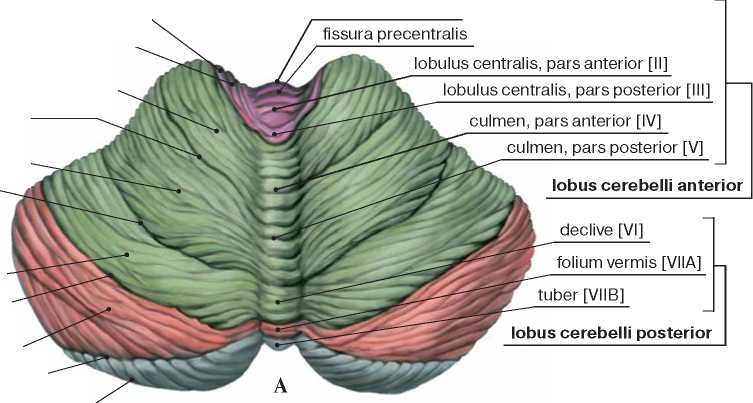 fissura precentralis
lobulus centralis, pars anterior [II]
lobulus centralis, pars posterior [III]
culmen, pars anterior [IV]
culmen, pars posterior [V]
lobus cerebelli anterior
declive [VI]
folium vermis [VIIA]
tuber [VIIB]
lobus cerebelli posterior
A